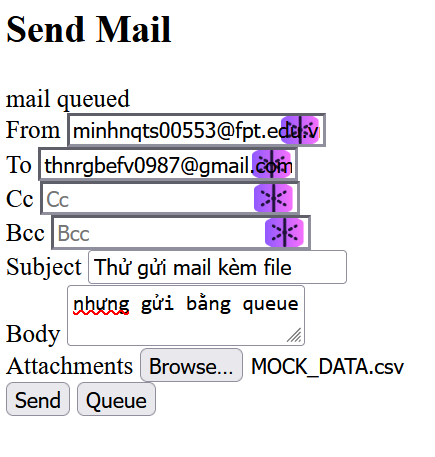 Send Mail
mail queued
From minhnqts00553@fpt.edu.v
To thnrgbefv0987@gmail.com
Cc Cc
Bcc Bcc
Subject Thử gửi mail kèm file
Body nhưng gửi bằng queue
Attachments Browse... MOCK_DATA.csv
Send Queue